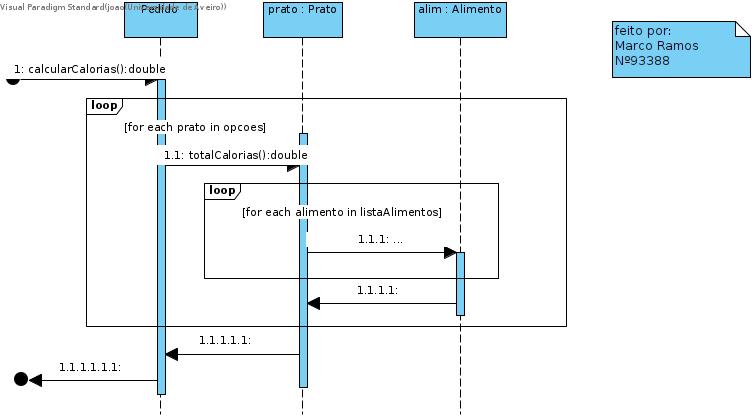 Visual Paradigm Standard(joao(Universidade de Aveiro))
Pedido
prato : Prato
alim : Alimento
feito por:
Marco Ramos
Nº93388
1: calcularCalorias():double
loop
[for each prato in opcoes]
1.1: totalCalorias():double
loop
[for each alimento in listaAlimentos]
1.1.1: ...
1.1.1.1:
1.1.1.1.1:
1.1.1.1.1.1: